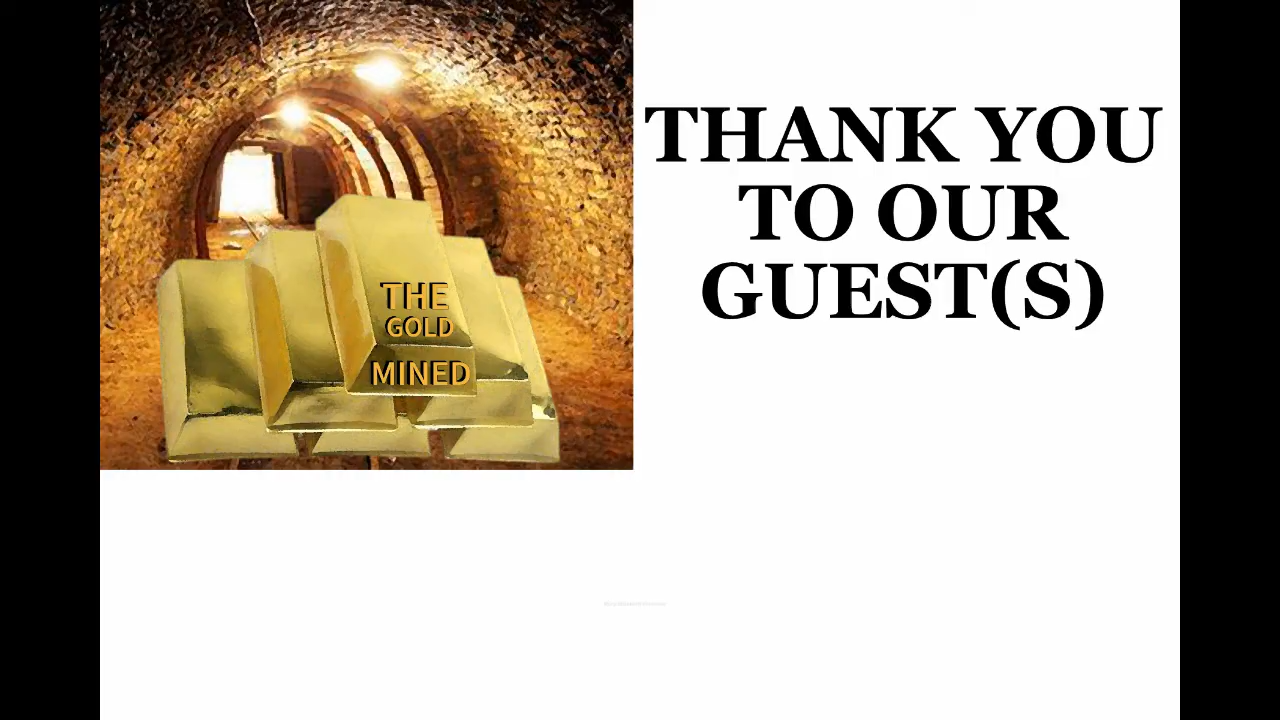 THE
GOLD
MINED
THANK YOU
TO OUR
GUEST(S)